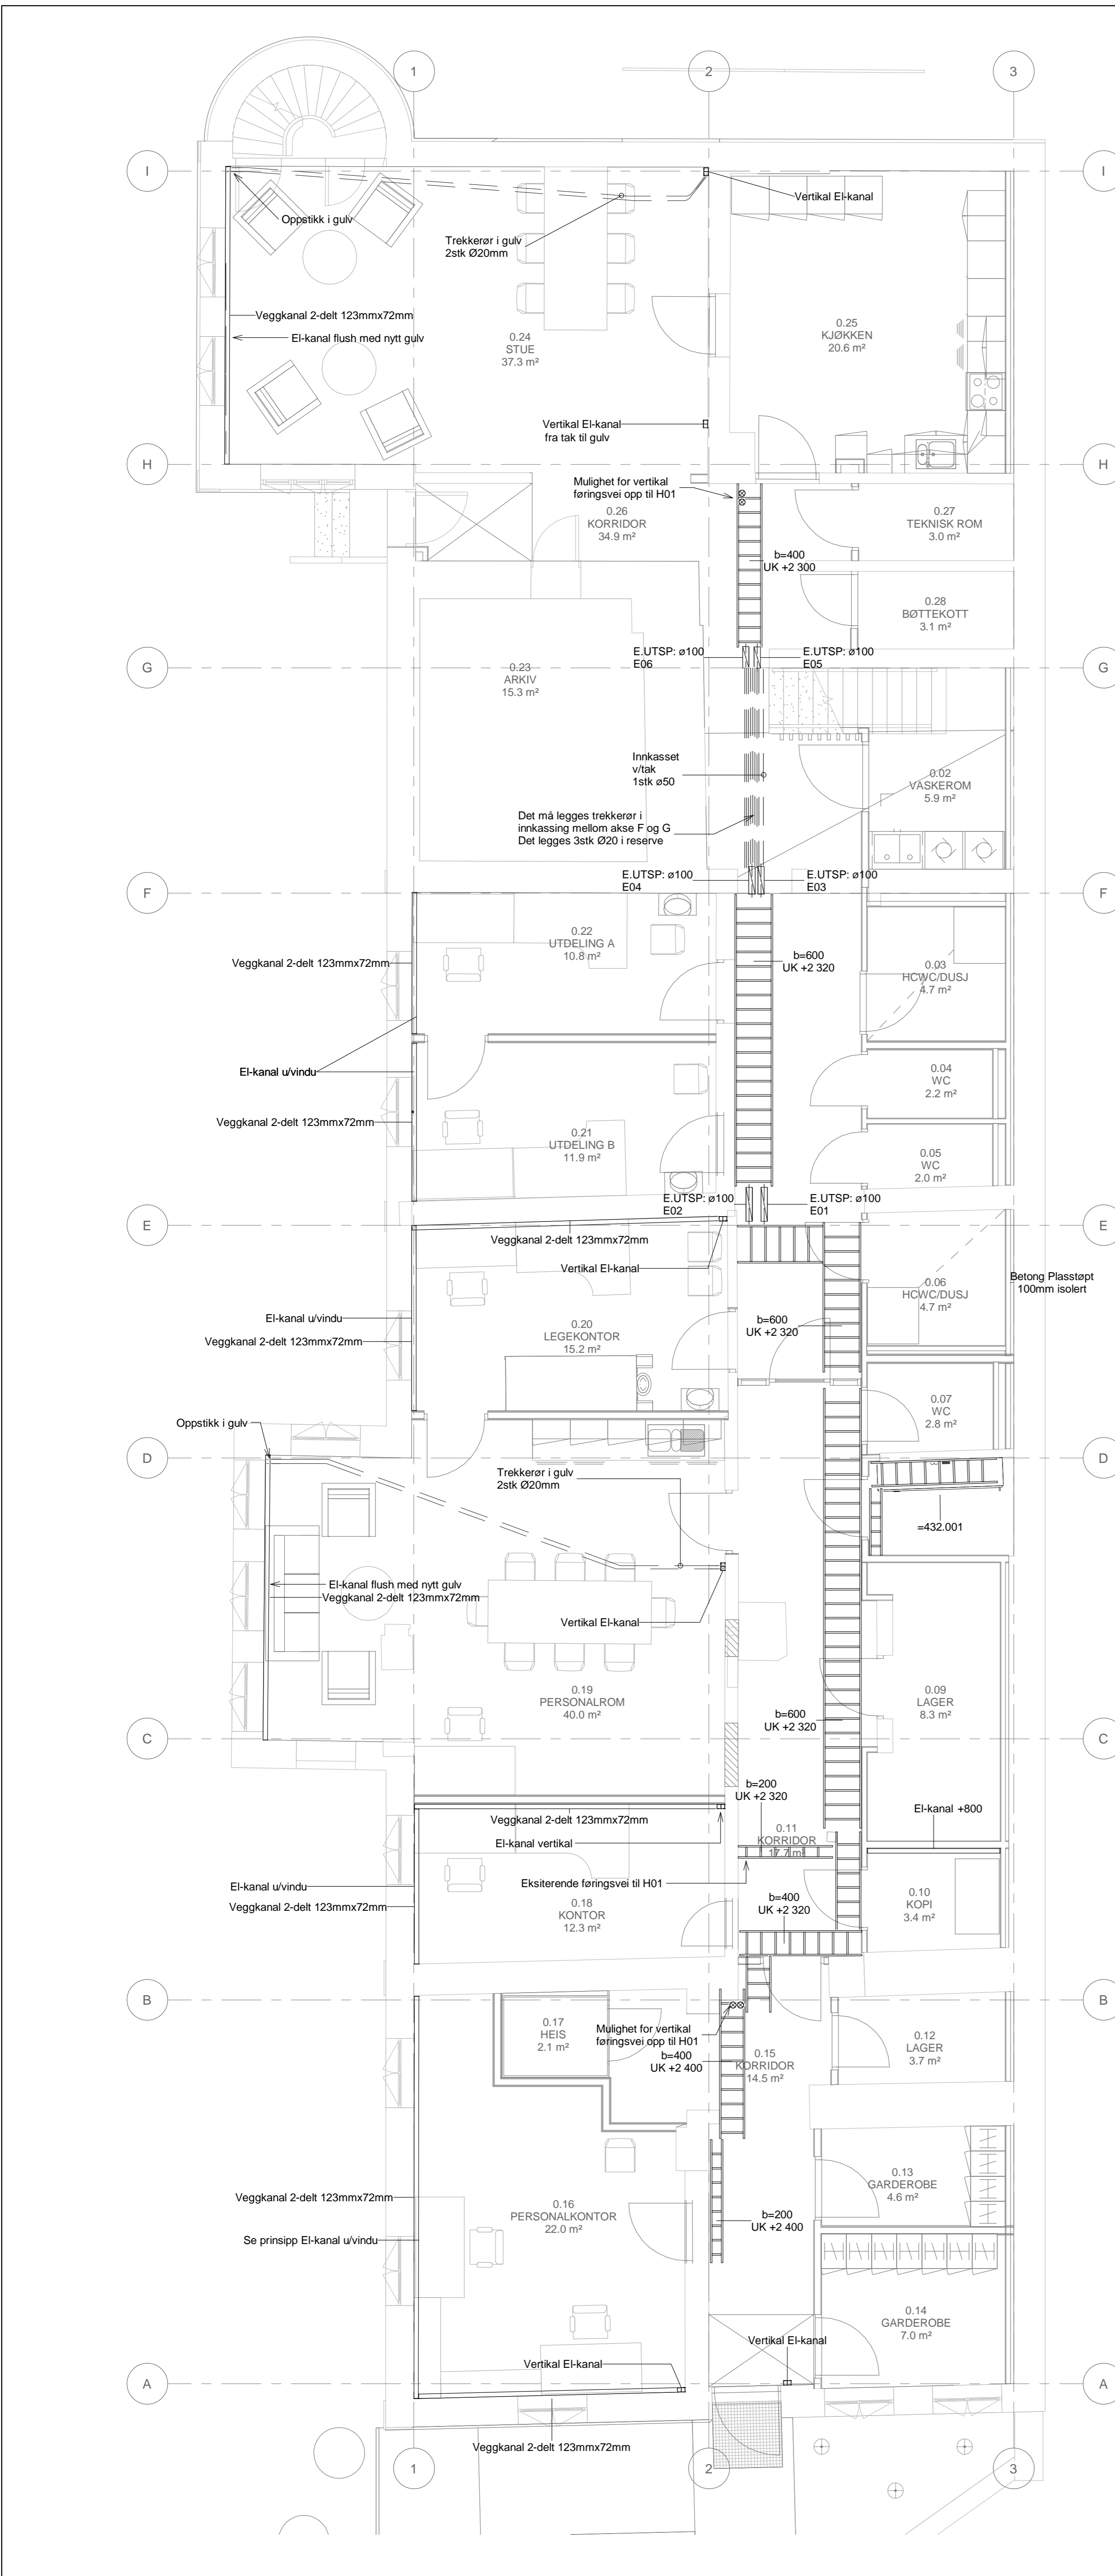 1
2
3
I
I
Oppstikk i gulv
Vertikal El-kanal
Trekkerør i gulv
2stk Ø20mm
Veggkanal 2-delt 123mmx72mm
El-kanal flush med nytt gulv
0.24
STUE
37.3 m²
0.25
KJØKKEN
20.6 m²
Vertikal El-kanal
fra tak til gulv
H
H
Mulighet for vertikal
føringsvei opp til H01
0.26
KORRIDOR
34.9 m²
0.27
TEKNISK ROM
3.0 m²
b=400
UK +2 300
0.28
BØTTEKOTT
3.1 m²
E.UTSP: ø100
E06
E.UTSP: ø100
E05
G
G
0.23
ARKIV
15.3 m²
Innkasset
v/tak
1stk ø50
0.02
VASKEROM
5.9 m²
Det må legges trekkerør i
innkassing mellom akse F og G
Det legges 3stk Ø20 i reserve
E.UTSP: ø100
E04
E.UTSP: ø100
E03
F
F
0.22
UTDELING A
10.8 m²
Veggkanal 2-delt 123mmx72mm
b=600
UK +2 320
0.03
HCWC/DUSJ
4.7 m²
El-kanal u/vindu
0.04
WC
2.2 m²
Veggkanal 2-delt 123mmx72mm
0.21
UTDELING B
11.9 m²
0.05
WC
2.0 m²
E.UTSP: ø100
E02
E.UTSP: ø100
E01
E
E
Veggkanal 2-delt 123mmx72mm
Vertikal El-kanal
0.06
HCWC/DUSJ
4.7 m²
Betong Plasstøpt
100mm isolert
El-kanal u/vindu
Veggkanal 2-delt 123mmx72mm
0.20
LEGEKONTOR
15.2 m²
b=600
UK +2 320
0.07
WC
2.8 m²
Oppstikk i gulv
D
D
Trekkerør i gulv
2stk Ø20mm
=432.001
El-kanal flush med nytt gulv
Veggkanal 2-delt 123mmx72mm
Vertikal El-kanal
0.19
PERSONALROM
40.0 m²
0.09
LAGER
8.3 m²
b=600
UK +2 320
C
C
b=200
UK +2 320
Veggkanal 2-delt 123mmx72mm
El-kanal +800
El-kanal vertikal
0.11
KORRIDOR
17.7 m²
El-kanal u/vindu
Veggkanal 2-delt 123mmx72mm
Eksiterende føringsvei til H01
0.18
KONTOR
12.3 m²
b=400
UK +2 320
0.10
KOPI
3.4 m²
B
B
0.17
HEIS
2.1 m²
Mulighet for vertikal
føringsvei opp til H01
b=400
UK +2 400
0.15
KORRIDOR
14.5 m²
0.12
LAGER
3.7 m²
0.13
GARDEROBE
4.6 m²
Veggkanal 2-delt 123mmx72mm
0.16
PERSONALKONTOR
22.0 m²
b=200
UK +2 400
Se prinsipp El-kanal u/vindu
0.14
GARDEROBE
7.0 m²
Vertikal El-kanal
Vertikal El-kanal
A
A
Veggkanal 2-delt 123mmx72mm
1
2
3